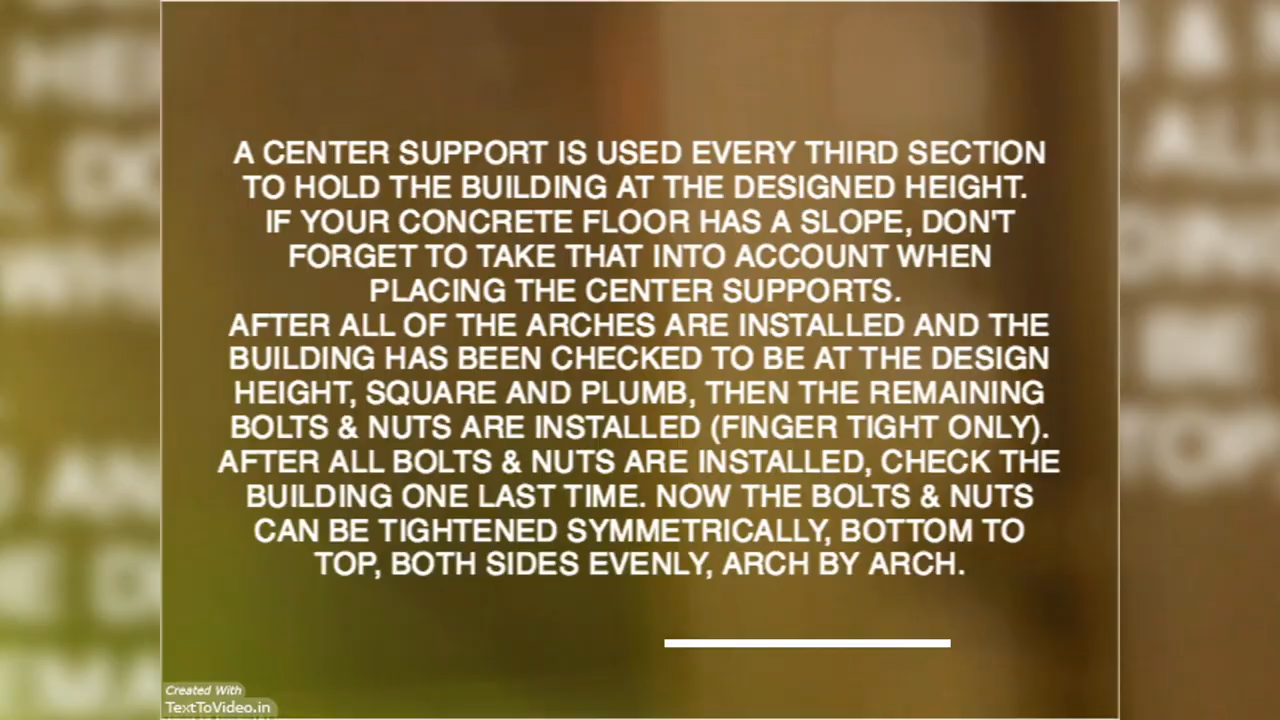 A CENTER SUPPORT IS USED EVERY THIRD SECTION
TO HOLD THE BUILDING AT THE DESIGNED HEIGHT.
IF YOUR CONCRETE FLOOR HAS A SLOPE, DON'T
FORGET TO TAKE THAT INTO ACCOUNT WHEN
PLACING THE CENTER SUPPORTS.
AFTER ALL OF THE ARCHES ARE INSTALLED AND THE
BUILDING HAS BEEN CHECKED TO BE AT THE DESIGN
HEIGHT, SQUARE AND PLUMB, THEN THE REMAINING
BOLTS & NUTS ARE INSTALLED (FINGER TIGHT ONLY).
AFTER ALL BOLTS & NUTS ARE INSTALLED, CHECK THE
BUILDING ONE LAST TIME. NOW THE BOLTS & NUTS
CAN BE TIGHTENED SYMMETRICALLY, BOTTOM TO
TOP, BOTH SIDES EVENLY, ARCH BY ARCH.
Created With
TextToVideo.in